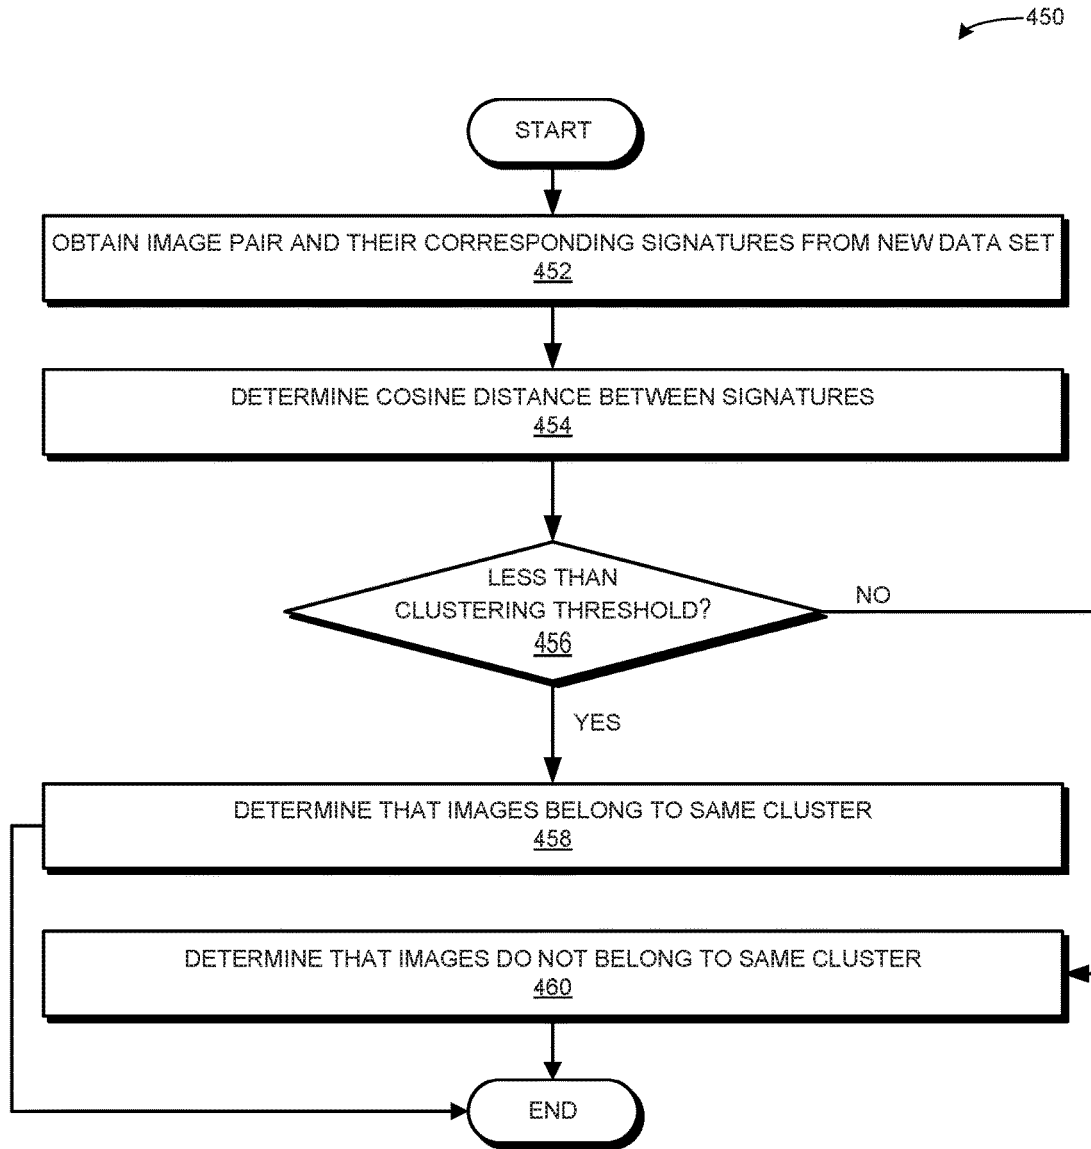 450
START
OBTAIN IMAGE PAIR AND THEIR CORRESPONDING SIGNATURES FROM NEW DATA SET
452
DETERMINE COSINE DISTANCE BETWEEN SIGNATURES
454
LESS THAN
CLUSTERING THRESHOLD?
456
NO
YES
DETERMINE THAT IMAGES BELONG TO SAME CLUSTER
458
DETERMINE THAT IMAGES DO NOT BELONG TO SAME CLUSTER
460
END